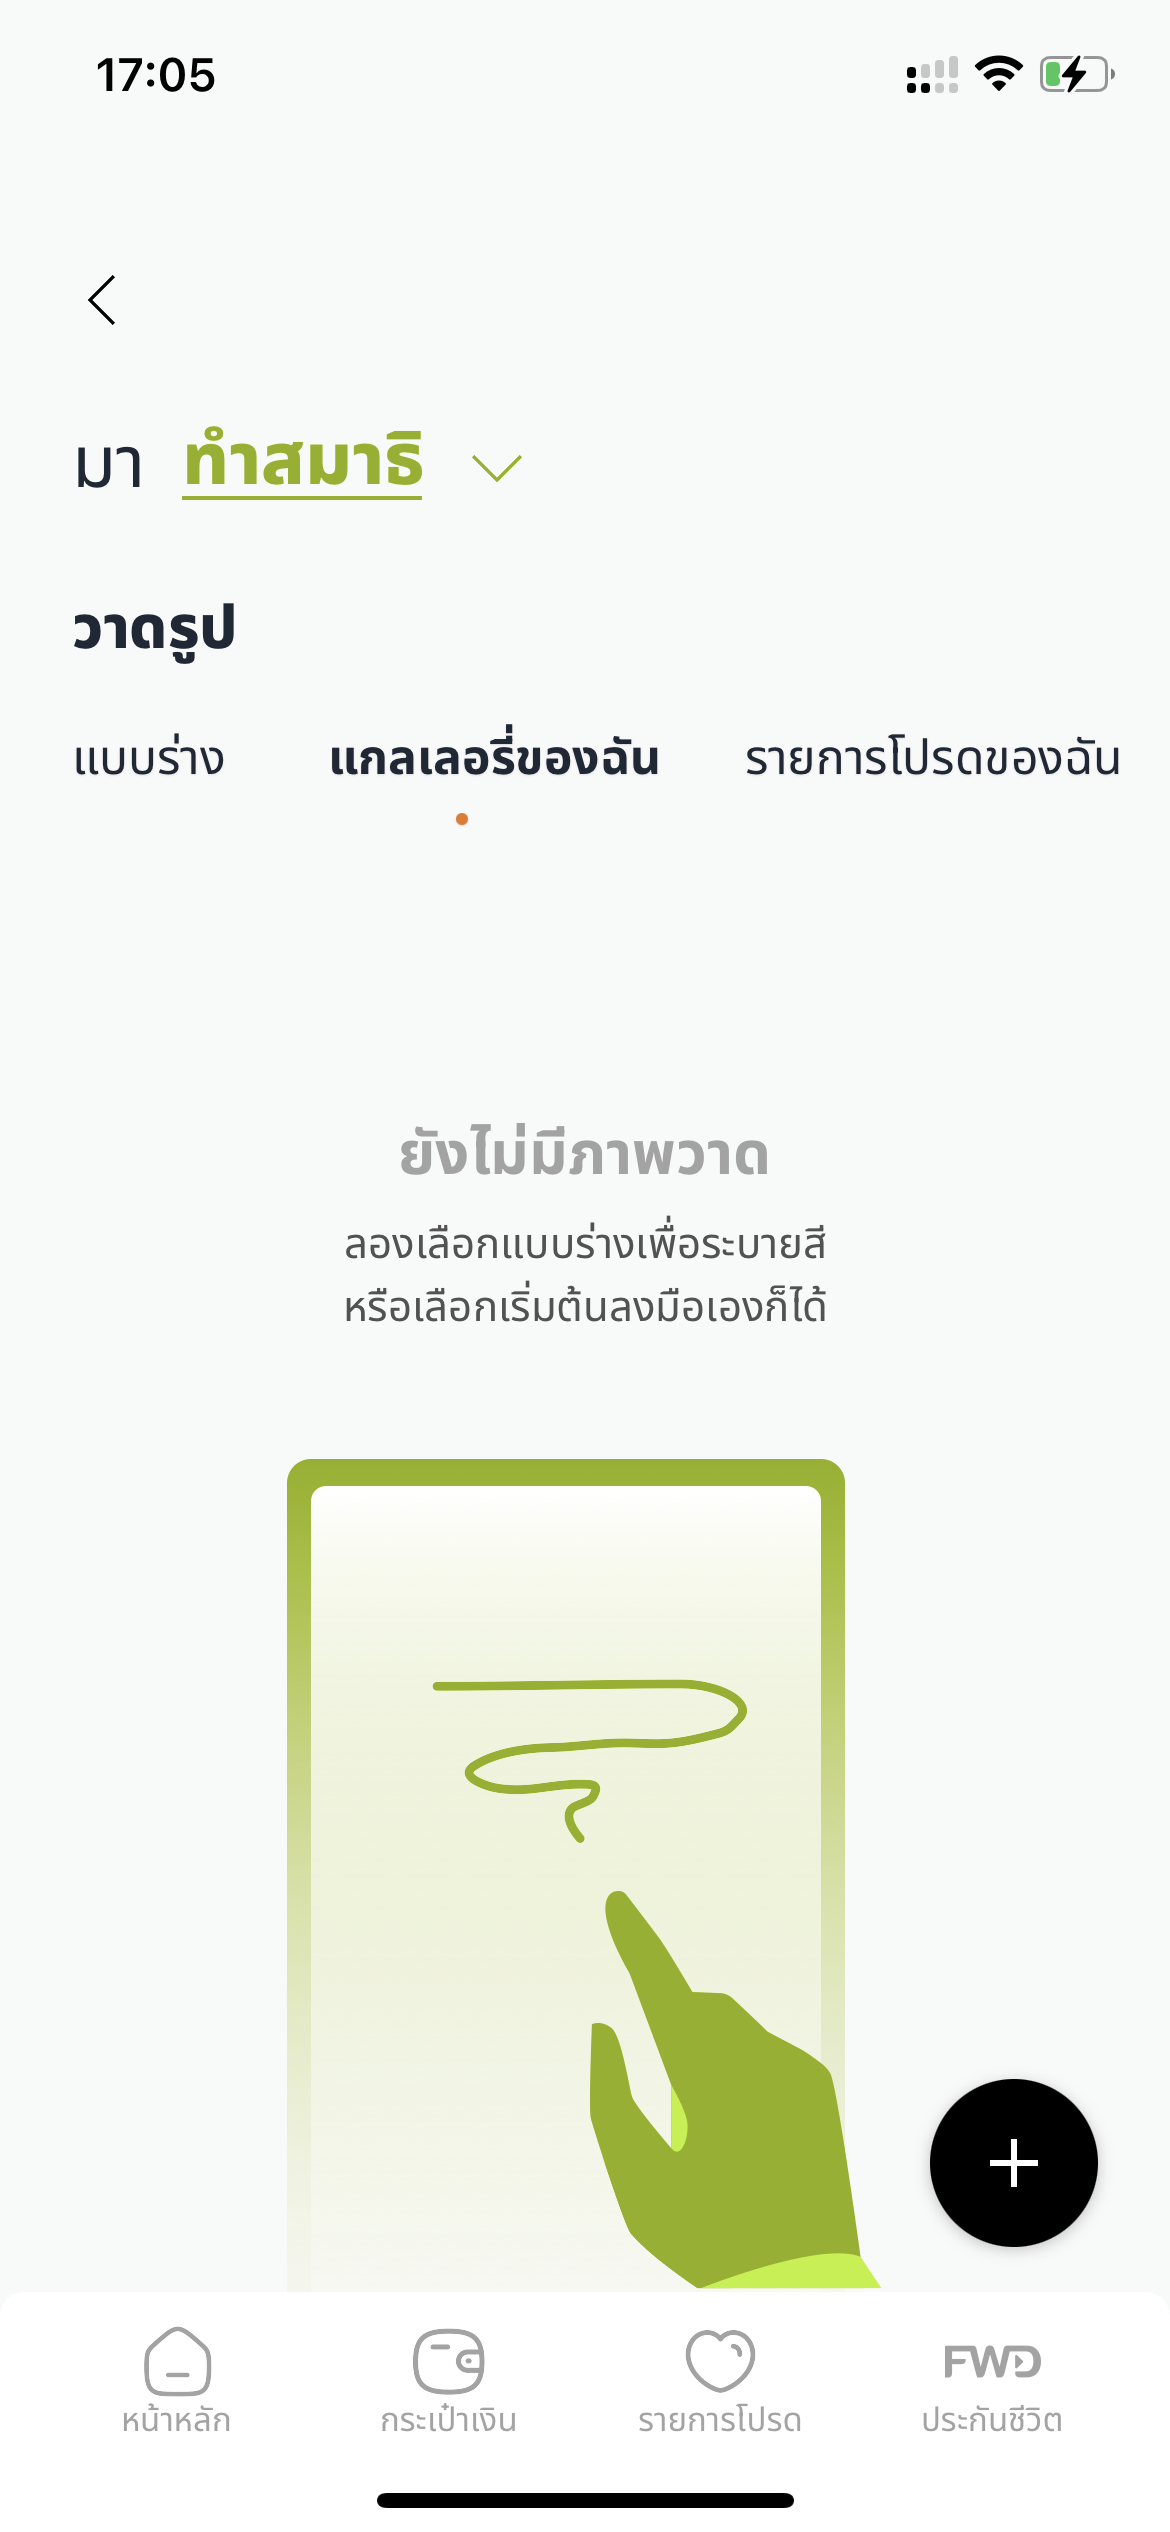 17:05
มา ทำสมาธิ
วาดรูป
แบบร่าง แกลเลอรี่ของฉัน รายการโปรดของฉัน
ยังไม่มีภาพวาด
ลองเลือกแบบร่างเพื่อระบายสี
หรือเลือกเริ่มต้นลงมือเองก็ได้
หน้าหลัก กระเป๋าเงิน รายการโปรด FWD ประกันชีวิต